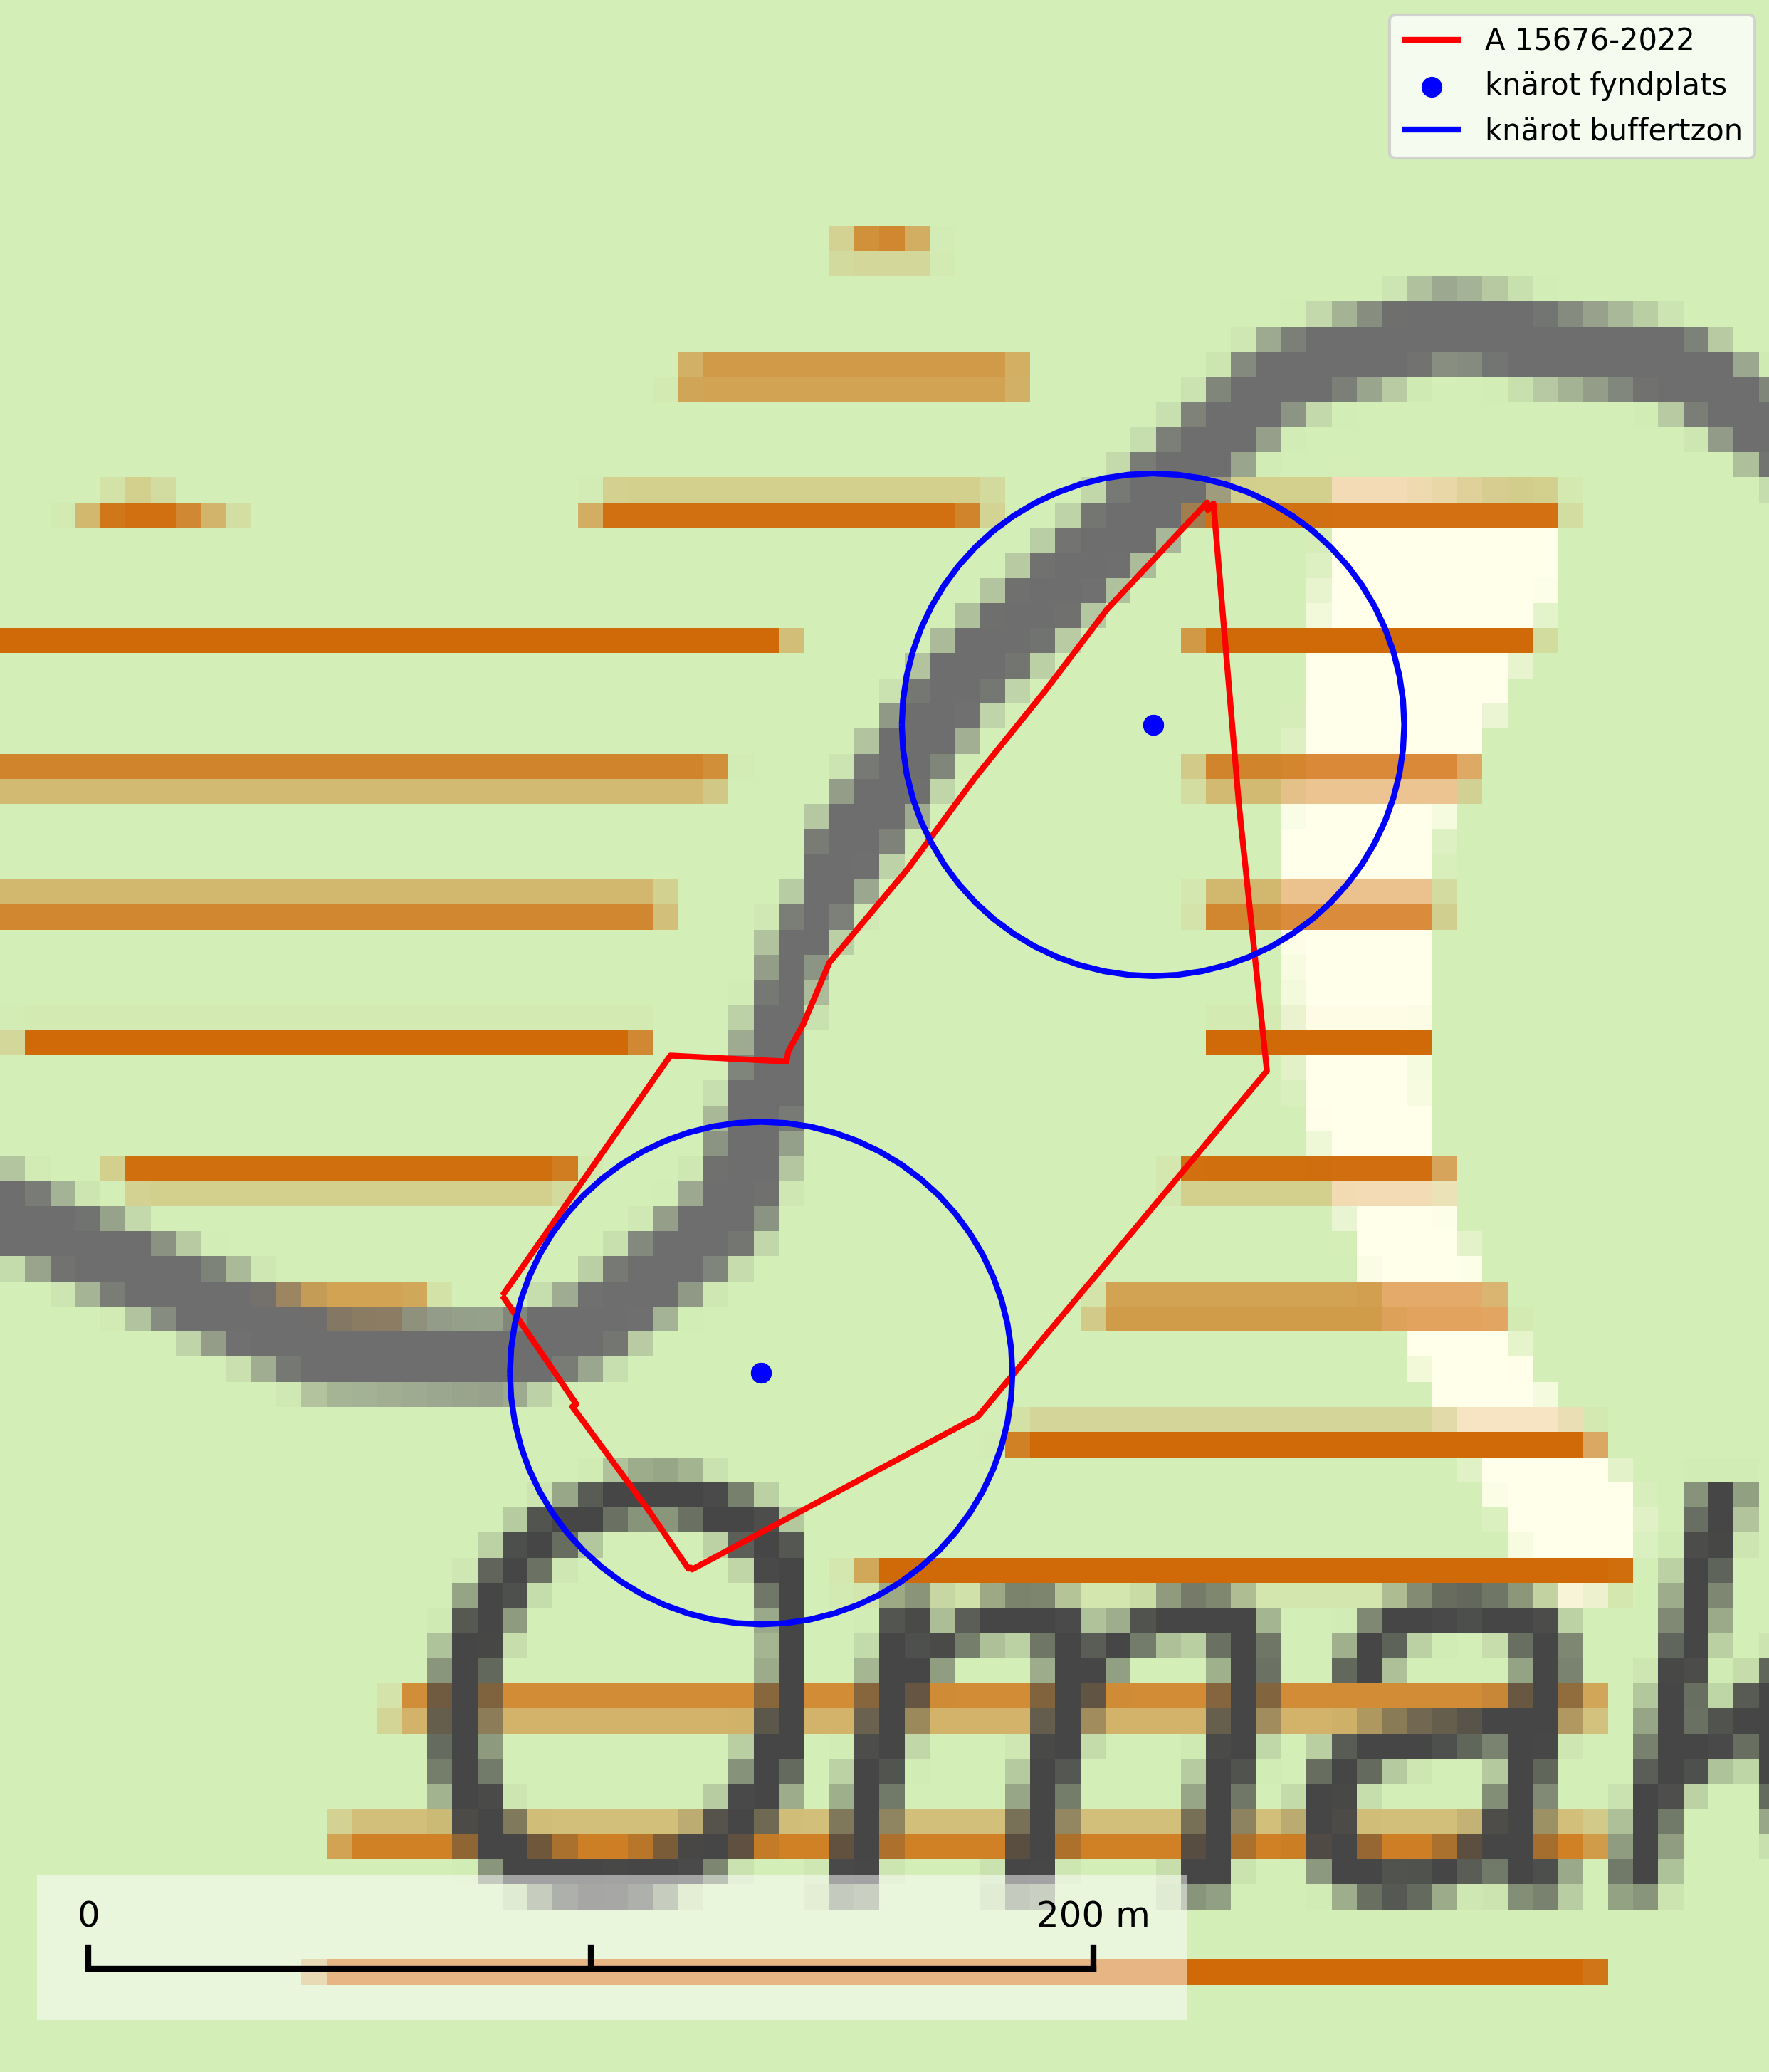 A 15676-2022
knärot fyndplats
knärot buffertzon
0
200 m